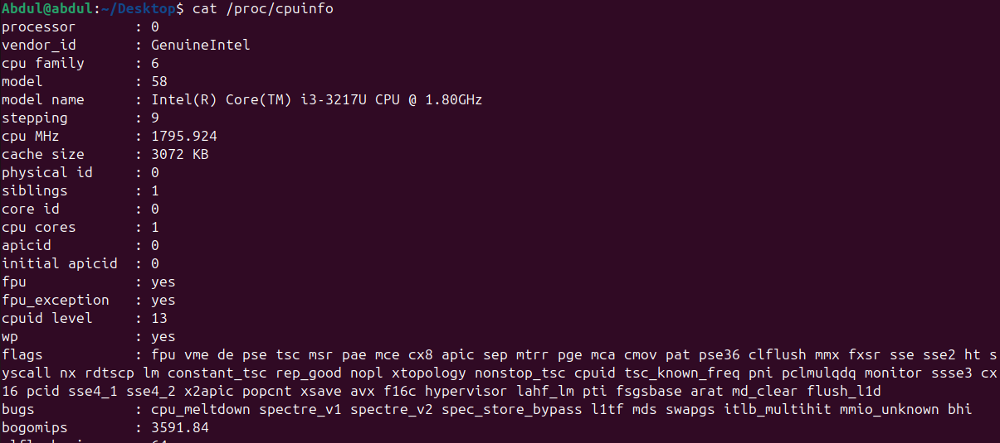 Abdul@abdul:~/Desktop$ cat /proc/cpuinfo
processor : 0
vendor_id : GenuineIntel
cpu family : 6
model : 58
model name : Intel(R) Core(TM) i3-3217U CPU @ 1.80GHz
stepping : 9
cpu MHz : 1795.924
cache size : 3072 KB
physical id : 0
siblings : 1
core id : 0
cpu cores : 1
apicid : 0
initial apicid : 0
fpu : yes
fpu_exception : yes
cpuid level : 13
wp : yes
flags : fpu vme de pse tsc msr pae mce cx8 apic sep mtrr pge mca cmov pat pse36 clflush mmx fxsr sse sse2 ht s
yscall nx rdtscp lm constant_tsc rep_good nopl xtopology nonstop_tsc cpuid tsc_known_freq pni pclmulqdq monitor ssse3 cx
16 pcid sse4_1 sse4_2 x2apic popcnt xsave avx f16c hypervisor lahf_lm pti fsgsbase arat md_clear flush_l1d
bugs : cpu_meltdown spectre_v1 spectre_v2 spec_store_bypass l1tf mds swapgs itlb_multihit mmio_unknown bhi
bogomips : 3591.84